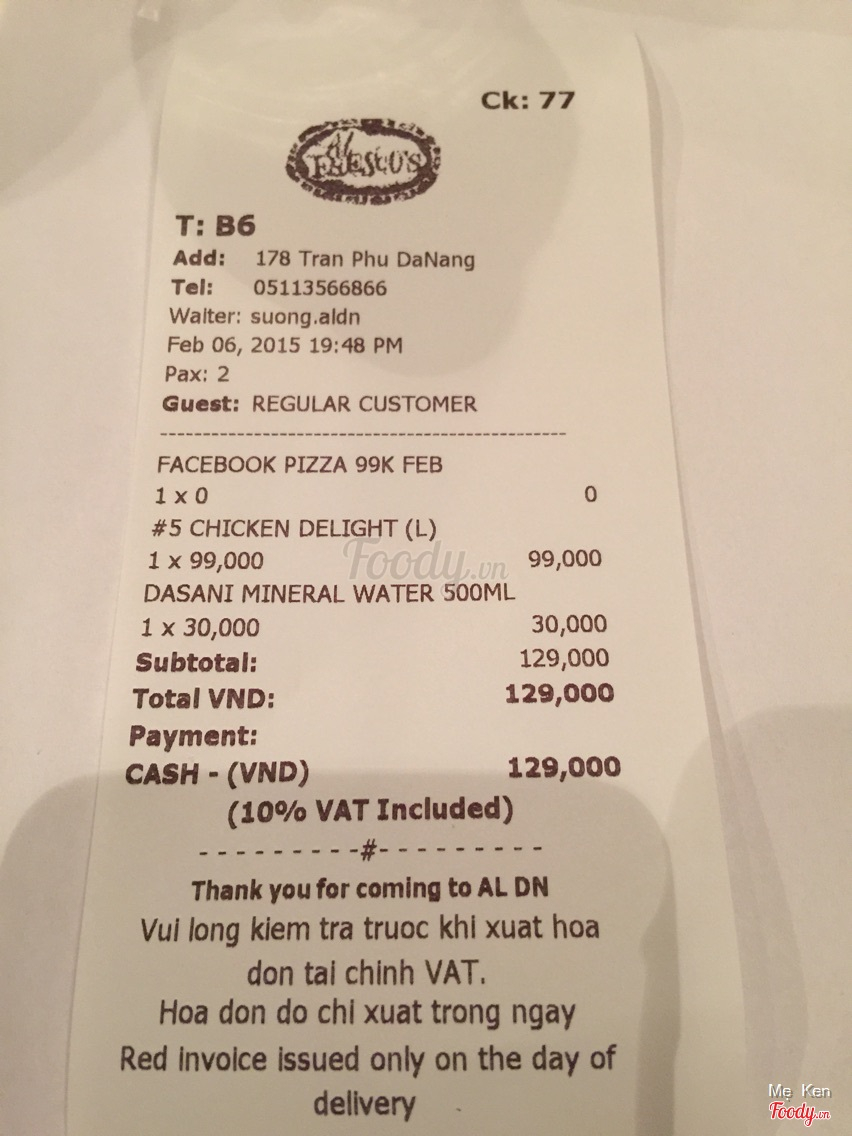 Ck: 77
Al
FRESCO'S
T: B6
Add: 178 Tran Phu DaNang
Tel: 05113566866
Waiter: suong.aldn
Feb 06, 2015 19:48 PM
Pax: 2
Guest: REGULAR CUSTOMER
------------------------------------------------
FACEBOOK PIZZA 99K FEB
1 x 0 0
#5 CHICKEN DELIGHT (L)
1 x 99,000 99,000
Foody.vn
DASANI MINERAL WATER 500ML
1 x 30,000 30,000
Subtotal: 129,000
Total VND: 129,000
Payment:
CASH - (VND) 129,000
(10% VAT Included)
- - - - - - - - -#- - - - - - - - -
Thank you for coming to AL DN
Vui long kiem tra truoc khi xuat hoa
don tai chinh VAT.
Hoa don do chi xuat trong ngay
Red invoice issued only on the day of
delivery
Mẹ Ken
Foody.vn